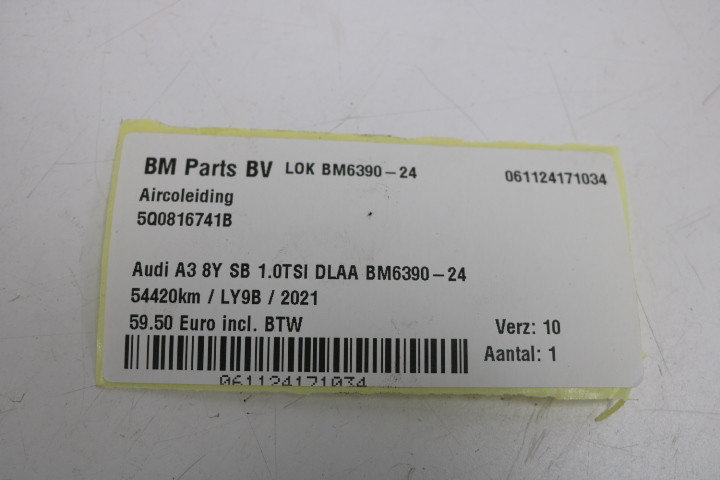 BM Parts BV LOK BM6390-24 061124171034
Aircoleiding
5Q0816741B
Audi A3 8Y SB 1.0TSI DLAA BM6390-24
54420km / LY9B / 2021
59.50 Euro incl. BTW Verz: 10
Aantal: 1
061124171034